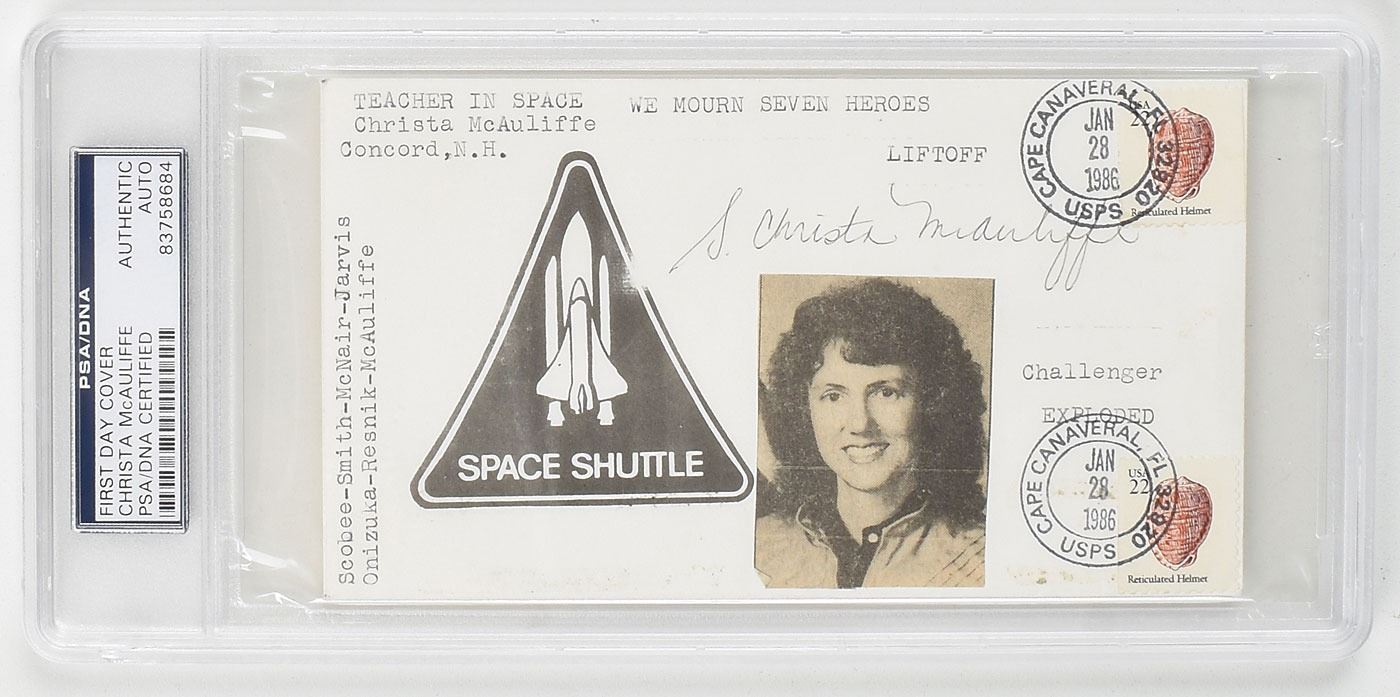 PSA/DNA
FIRST DAY COVER
CHRISTA McAULIFFE
PSA/DNA CERTIFIED
AUTHENTIC
AUTO
83758684
TEACHER IN SPACE
Christa McAuliffe
Concord,N.H.
WE MOURN SEVEN HEROES
LIFTOFF
CAPE CANAVERAL, FL 32920
JAN
28
1986
USPS
USA
22
Reticulated Helmet
S. Christa McAuliffe
Scobee-Smith-McNair-Jarvis
Onizuka-Resnik-McAuliffe
SPACE SHUTTLE
Challenger
EXPLODED
CAPE CANAVERAL, FL 32920
JAN
28
1986
USPS
USA
22
Reticulated Helmet